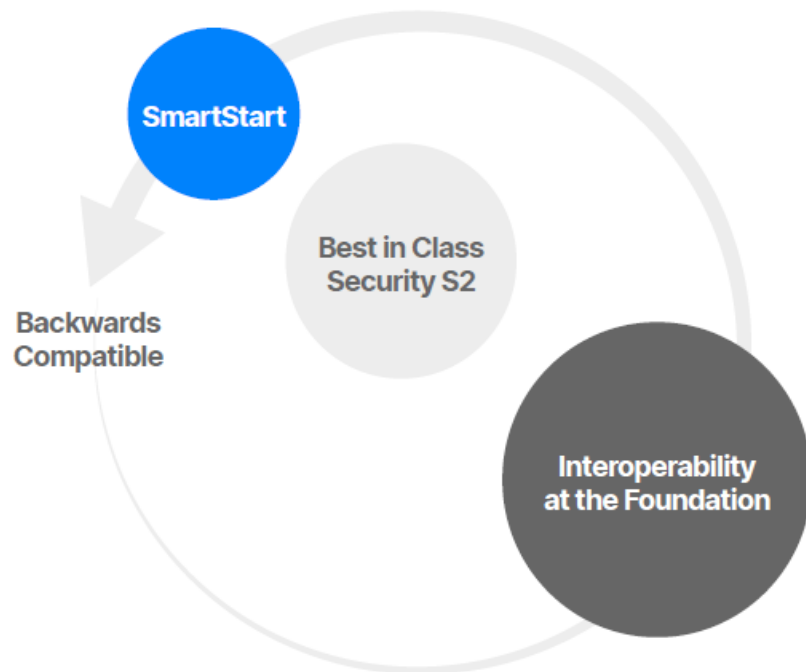 SmartStart
Best in Class
Security S2
Backwards
Compatible
Interoperability
at the Foundation